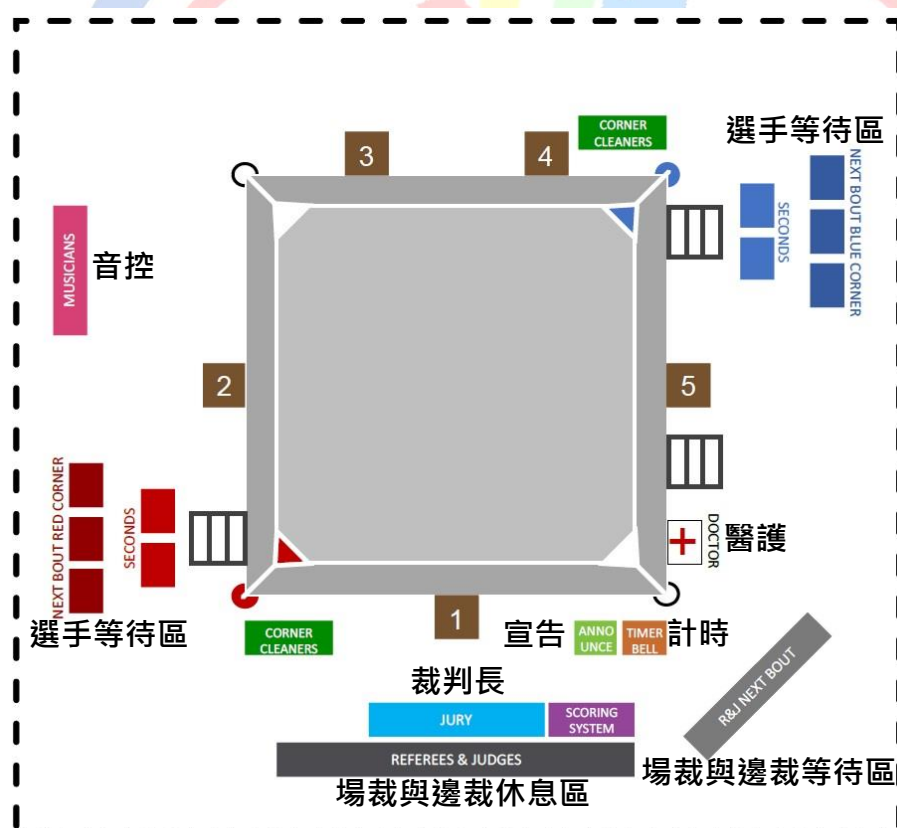 CORNER
CLEANERS
選手等待區
3
4
NEXT BOUT BLUE CORNER
SECONDS
MUSICIANS
音控
2
5
NEXT BOUT RED CORNER
SECONDS
DOCTOR
醫護
選手等待區
CORNER
CLEANERS
1
宣告
ANNO
UNCE
TIMER
BELL
計時
裁判長
JURY
SCORING
SYSTEM
R&J NEXT BOUT
REFEREES & JUDGES
場裁與邊裁等待區
場裁與邊裁休息區